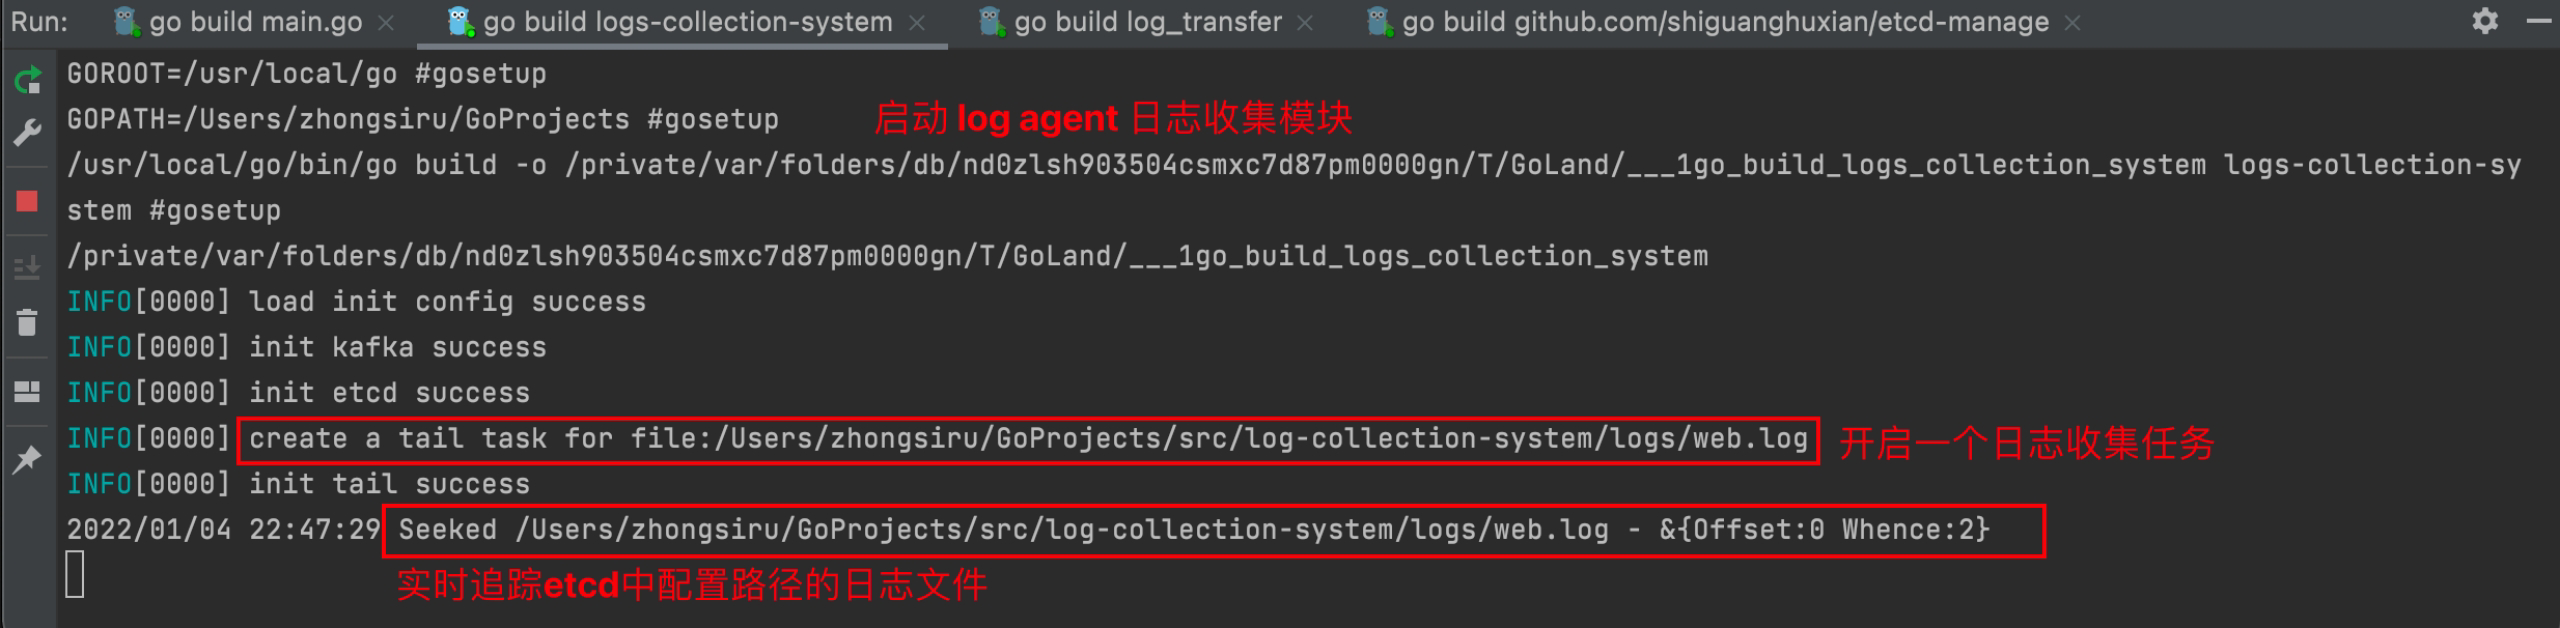 Run: go build main.go × go build logs-collection-system × go build log_transfer × go build github.com/shiguanghuxian/etcd-manage ×
GOROOT=/usr/local/go #gosetup
GOPATH=/Users/zhongsiru/GoProjects #gosetup 启动 log agent 日志收集模块
/usr/local/go/bin/go build -o /private/var/folders/db/nd0zlsh903504csmxc7d87pm0000gn/T/GoLand/___1go_build_logs_collection_system logs-collection-sy
stem #gosetup
/private/var/folders/db/nd0zlsh903504csmxc7d87pm0000gn/T/GoLand/___1go_build_logs_collection_system
INFO[0000] load init config success
INFO[0000] init kafka success
INFO[0000] init etcd success
INFO[0000] create a tail task for file:/Users/zhongsiru/GoProjects/src/log-collection-system/logs/web.log 开启一个日志收集任务
INFO[0000] init tail success
2022/01/04 22:47:29 Seeked /Users/zhongsiru/GoProjects/src/log-collection-system/logs/web.log - &{Offset:0 Whence:2}
实时追踪etcd中配置路径的日志文件